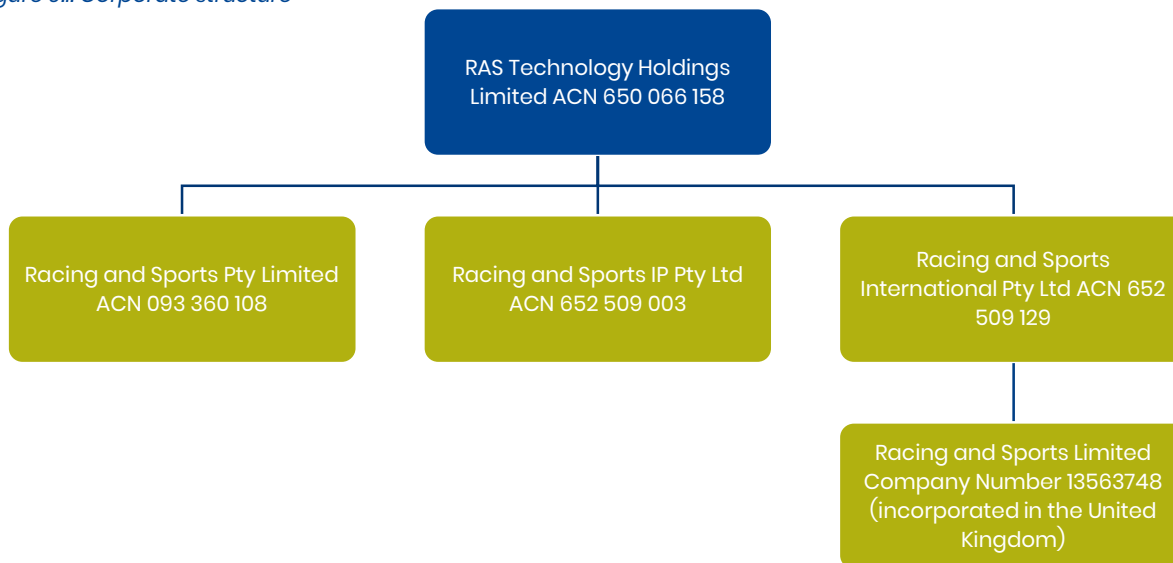 Corporate structure
RAS Technology Holdings
Limited ACN 650 066 158
Racing and Sports Pty Limited
ACN 093 360 108
Racing and Sports IP Pty Ltd
ACN 652 509 003
Racing and Sports
International Pty Ltd ACN 652
509 129
Racing and Sports Limited
Company Number 13563748
(incorporated in the United
Kingdom)